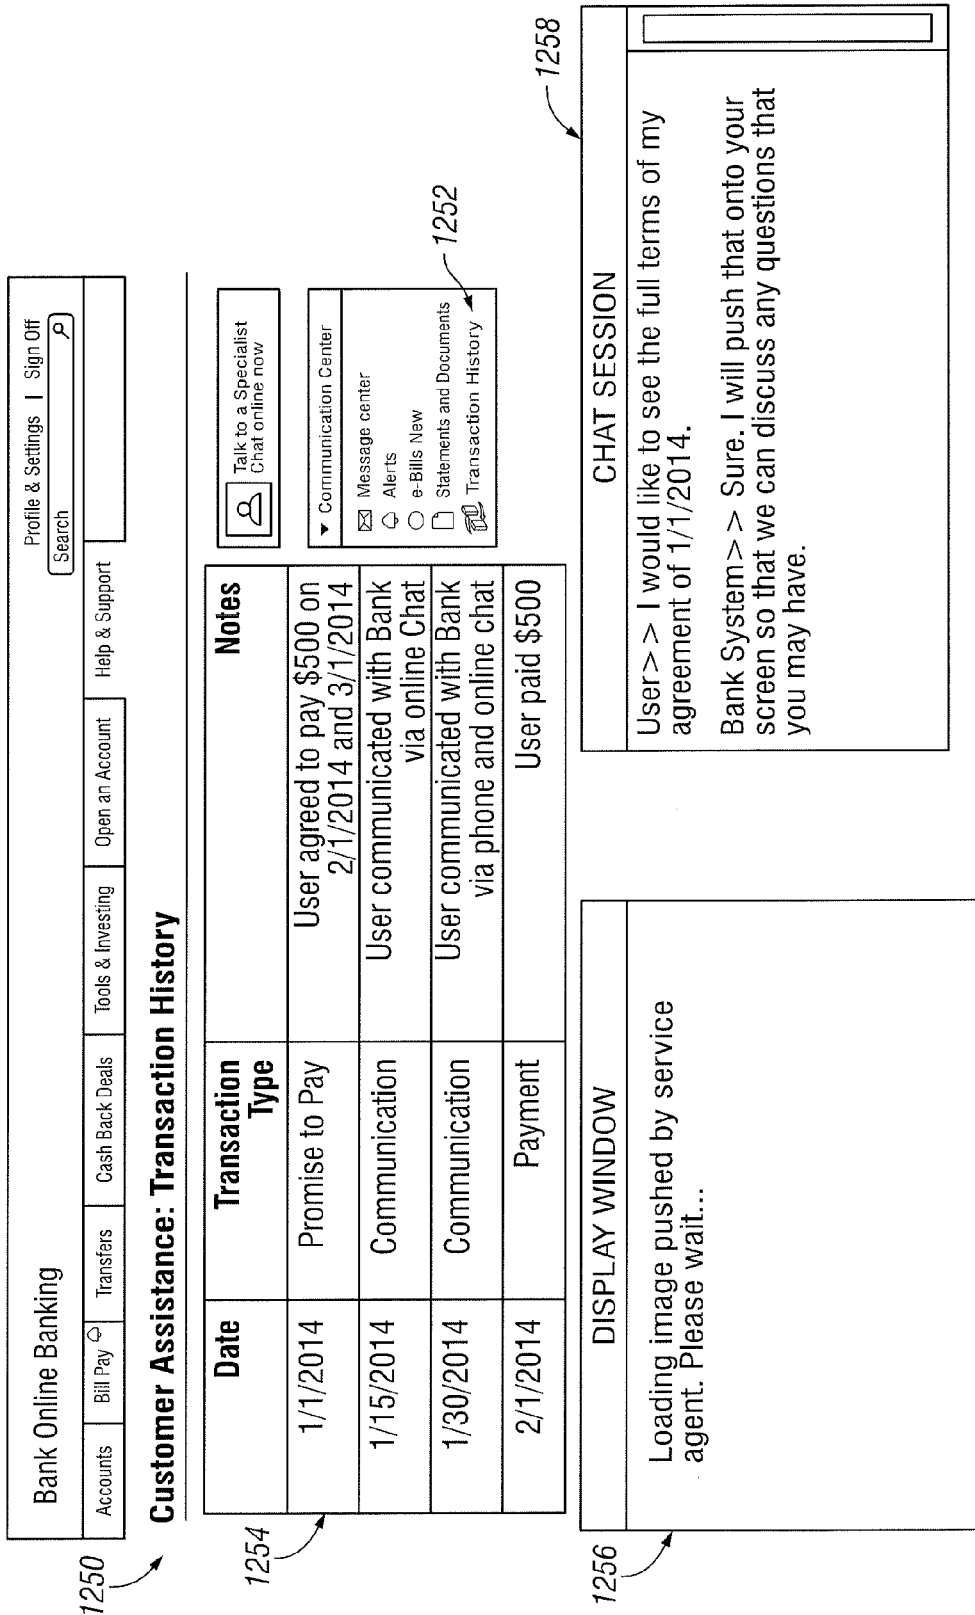 1250
Bank Online Banking
Profile & Settings | Sign Off
Search
Accounts
Bill Pay
Transfers
Cash Back Deals
Tools & Investing
Open an Account
Help & Support
Customer Assistance: Transaction History
1254
Date
Transaction
Type
Notes
1/1/2014
Promise to Pay
User agreed to pay $500 on
2/1/2014 and 3/1/2014
1/15/2014
Communication
User communicated with Bank
via online Chat
1/30/2014
Communication
User communicated with Bank
via phone and online chat
2/1/2014
Payment
User paid $500
Talk to a Specialist
Chat online now
▼ Communication Center
Message center
Alerts
e-Bills New
Statements and Documents
Transaction History
1252
1256
DISPLAY WINDOW
Loading image pushed by service
agent. Please wait...
1258
CHAT SESSION
User>> I would like to see the full terms of my
agreement of 1/1/2014.
Bank System>> Sure. I will push that onto your
screen so that we can discuss any questions that
you may have.